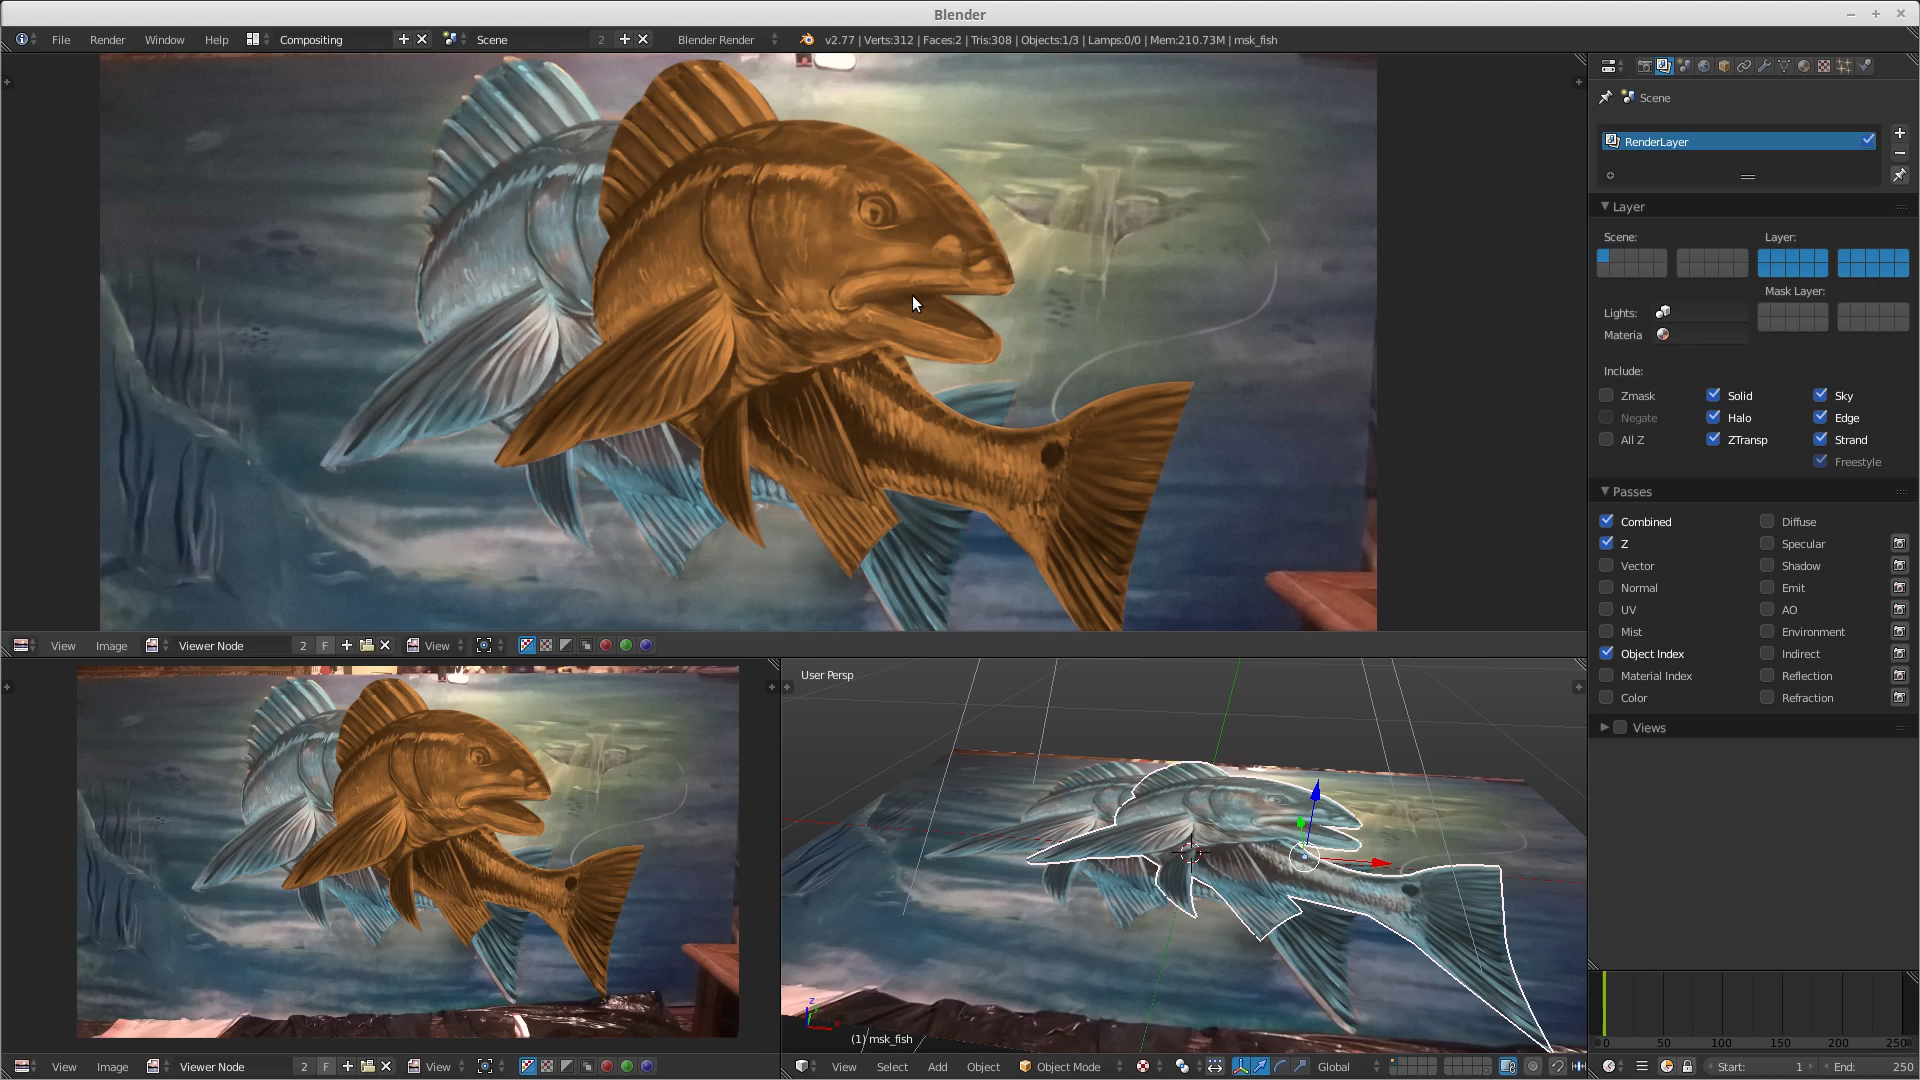 Blender
File Render Window Help Compositing Scene 2 Blender Render v2.77 | Verts:312 | Faces:2 | Tris:308 | Objects:1/3 | Lamps:0/0 | Mem:210.73M | msk_fish
Scene
RenderLayer
Layer
Scene: Layer:
Mask Layer:
Lights:
Materia
Include:
Zmask Solid Sky
Negate Halo Edge
All Z ZTransp Strand
Freestyle
Passes
Combined Diffuse
Z Specular
Vector Shadow
Normal Emit
UV AO
Mist Environment
Object Index Indirect
Material Index Reflection
Color Refraction
Views
View Image Viewer Node 2 F View
User Persp
z
(1) msk_fish
0 50 100 150 200 250
View Image Viewer Node 2 F View
View Select Add Object Object Mode Global
Start: 1 End: 250